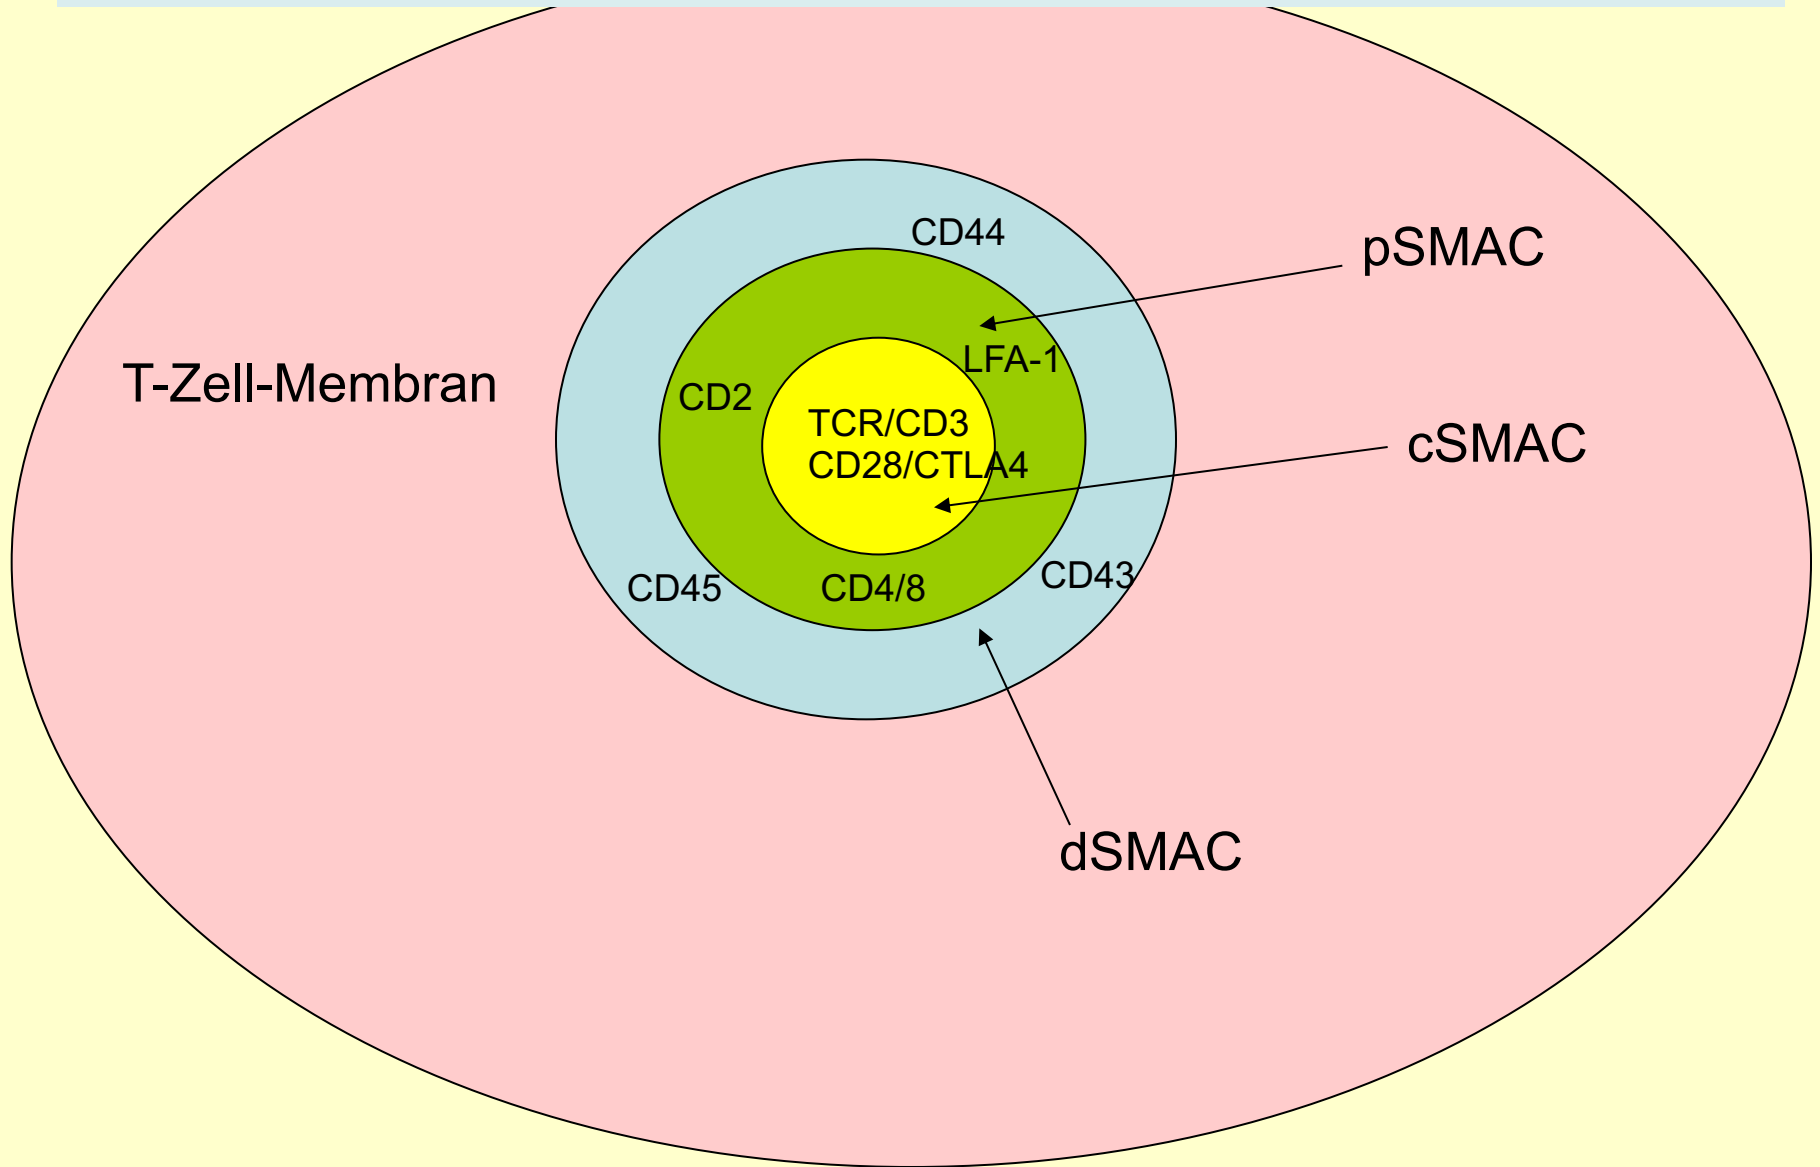 CD44
pSMAC
LFA-1
T-Zell-Membran
CD2
TCR/CD3
CD28/CTLA4
cSMAC
CD45
CD4/8
CD43
dSMAC